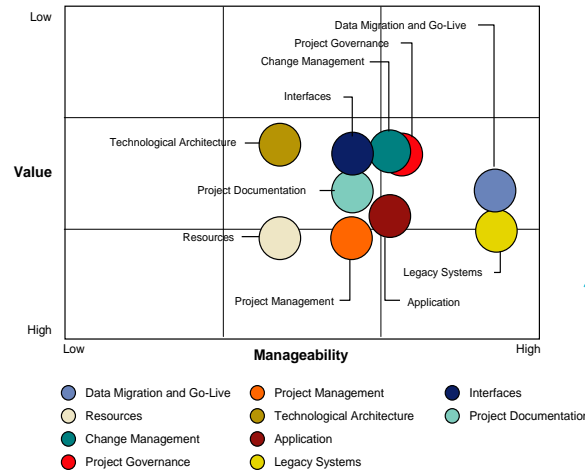 Low
Data Migration and Go-Live
Project Governance
Change Management
Interfaces
Technological Architecture
Value
Project Documentation
Resources
Legacy Systems
Project Management
Application
High
Low
Manageability
High
Data Migration and Go-Live
Project Management
Interfaces
Resources
Technological Architecture
Project Documentation
Change Management
Application
Project Governance
Legacy Systems